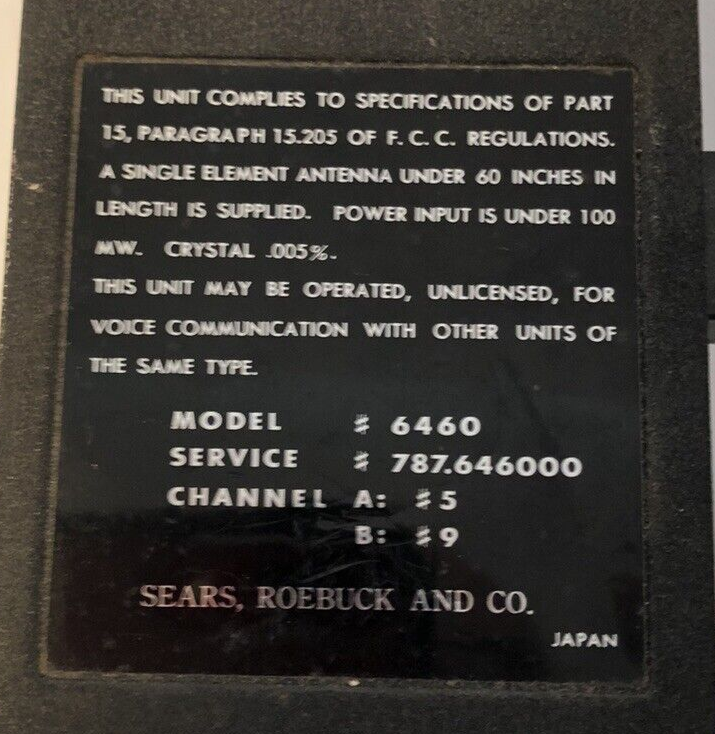 THIS UNIT COMPLIES TO SPECIFICATIONS OF PART
15, PARAGRAPH 15.205 OF F. C. C. REGULATIONS.
A SINGLE ELEMENT ANTENNA UNDER 60 INCHES IN
LENGTH IS SUPPLIED. POWER INPUT IS UNDER 100
MW. CRYSTAL .005%.
THIS UNIT MAY BE OPERATED, UNLICENSED, FOR
VOICE COMMUNICATION WITH OTHER UNITS OF
THE SAME TYPE.
MODEL # 6460
SERVICE # 787.646000
CHANNEL A: #5
B: #9
SEARS, ROEBUCK AND CO.
JAPAN